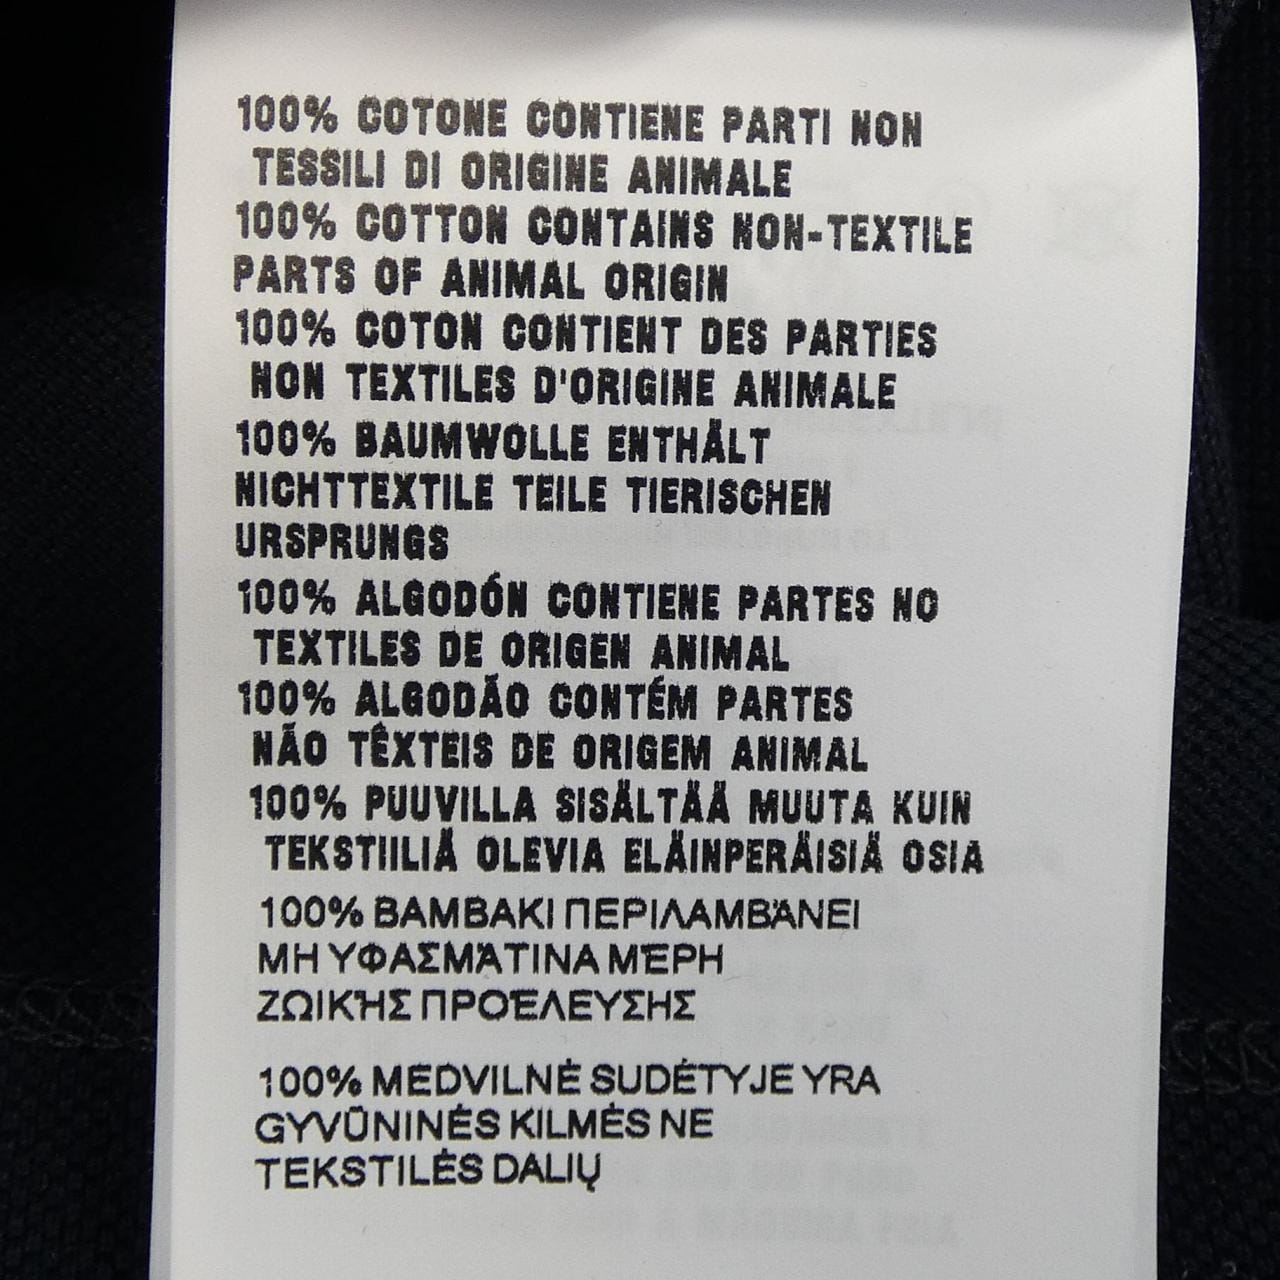 100% COTONE CONTIENE PARTI NON
TESSILI DI ORIGINE ANIMALE
100% COTTON CONTAINS NON-TEXTILE
PARTS OF ANIMAL ORIGIN
100% COTON CONTIENT DES PARTIES
NON TEXTILES D'ORIGINE ANIMALE
100% BAUMWOLLE ENTHÄLT
NICHTTEXTILE TEILE TIERISCHEN
URSPRUNGS
100% ALGODÓN CONTIENE PARTES NO
TEXTILES DE ORIGEN ANIMAL
100% ALGODÃO CONTÉM PARTES
NÃO TÊXTEIS DE ORIGEM ANIMAL
100% PUUVILLA SISÄLTÄÄ MUUTA KUIN
TEKSTIILIÄ OLEVIA ELÄINPERÄISIÄ OSIA
100% ΒΑΜΒΑΚΙ ΠΕΡΙΛΑΜΒΆΝΕΙ
ΜΗ ΥΦΑΣΜΆΤΙΝΑ ΜΈΡΗ
ΖΩΙΚΉΣ ΠΡΟΈΛΕΥΣΗΣ
100% MEDVILNĖ SUDĖTYJE YRA
GYVŪNINĖS KILMĖS NE
TEKSTILĖS DALIŲ